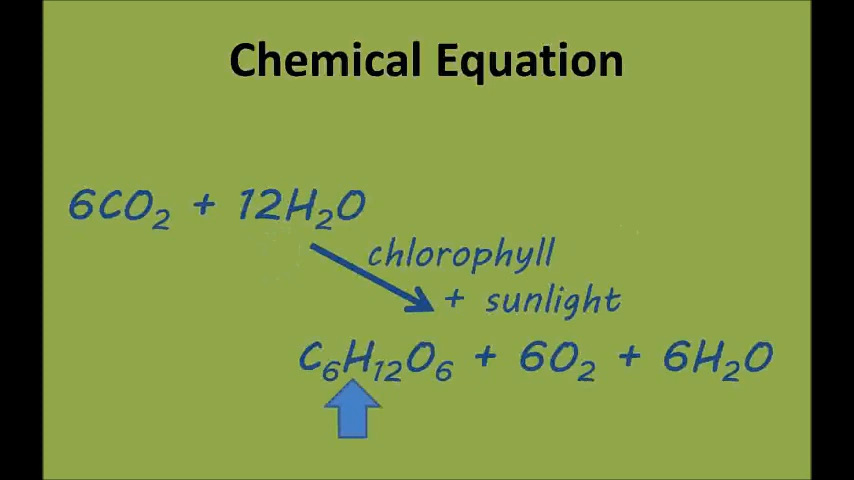 Chemical Equation
6CO₂ + 12H₂O
chlorophyll
+ sunlight
C₆H₁₂O₆ + 6O₂ + 6H₂O